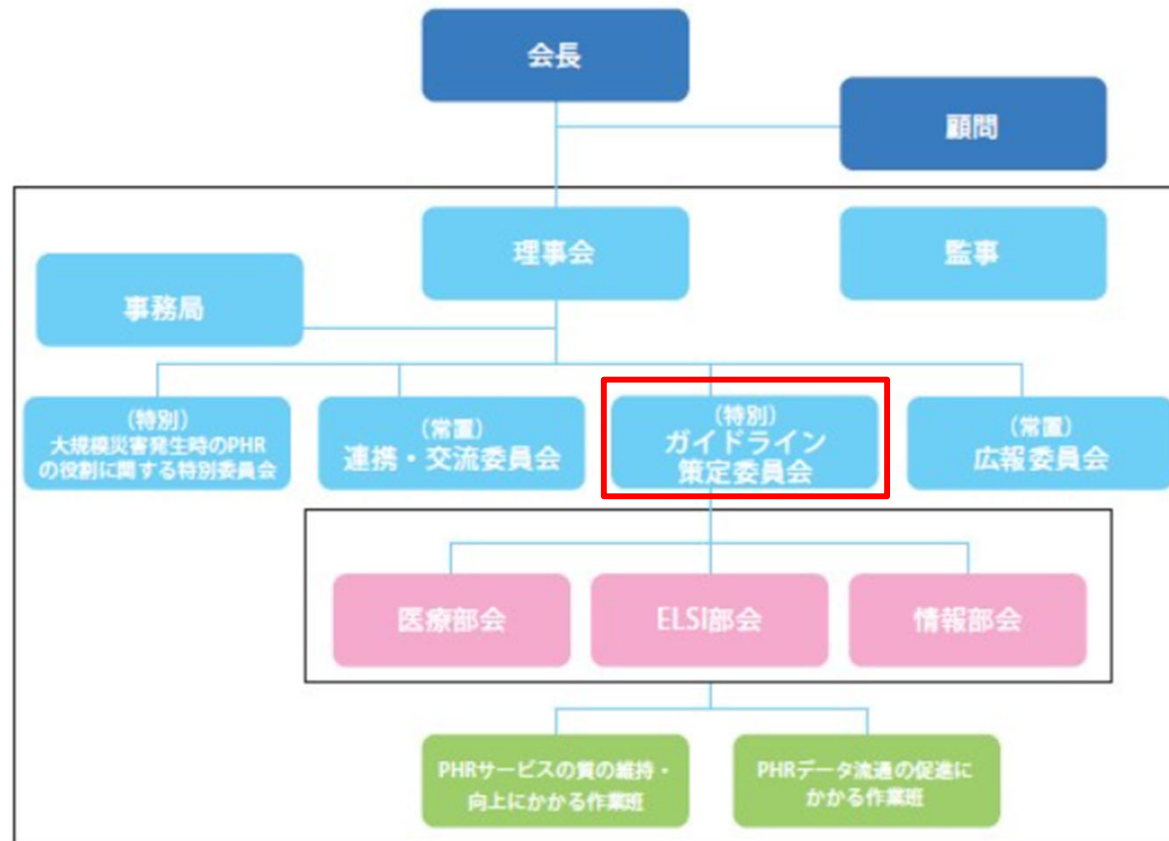 会長
顧問
理事会
監事
事務局
（特別）
大規模災害発生時のPHR
の役割に関する特別委員会
（常置）
連携・交流委員会
（特別）
ガイドライン
策定委員会
（常置）
広報委員会
医療部会
ELSI部会
情報部会
PHRサービスの質の維持・
向上にかかる作業班
PHRデータ流通の促進に
かかる作業班